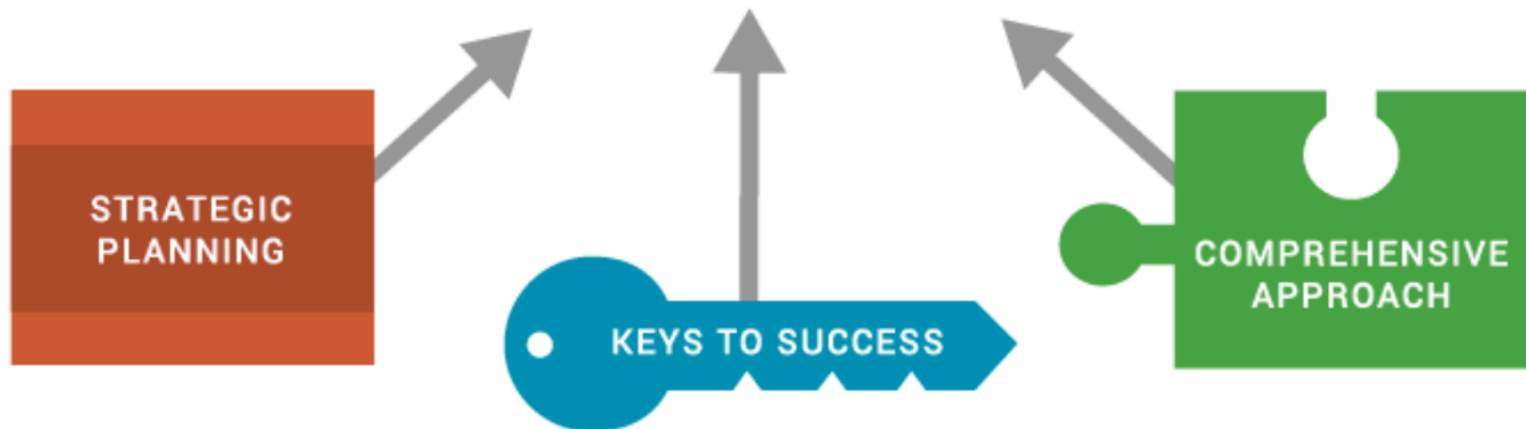 STRATEGIC
PLANNING
KEYS TO SUCCESS
COMPREHENSIVE
APPROACH